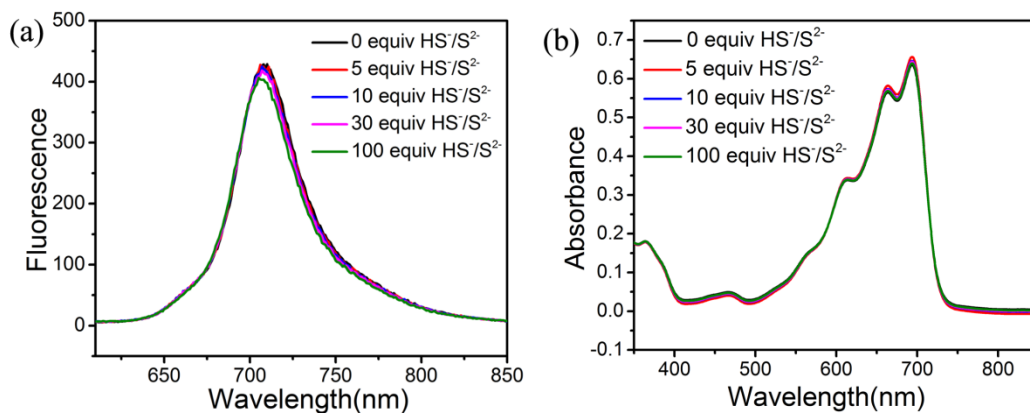 (a)
500
400
300
200
100
0
Fluorescence
0 equiv HS⁻/S²⁻
5 equiv HS⁻/S²⁻
10 equiv HS⁻/S²⁻
30 equiv HS⁻/S²⁻
100 equiv HS⁻/S²⁻
650 700 750 800 850
Wavelength(nm)
(b)
0.7
0.6
0.5
0.4
0.3
0.2
0.1
0.0
-0.1
Absorbance
0 equiv HS⁻/S²⁻
5 equiv HS⁻/S²⁻
10 equiv HS⁻/S²⁻
30 equiv HS⁻/S²⁻
100 equiv HS⁻/S²⁻
400 500 600 700 800
Wavelength(nm)